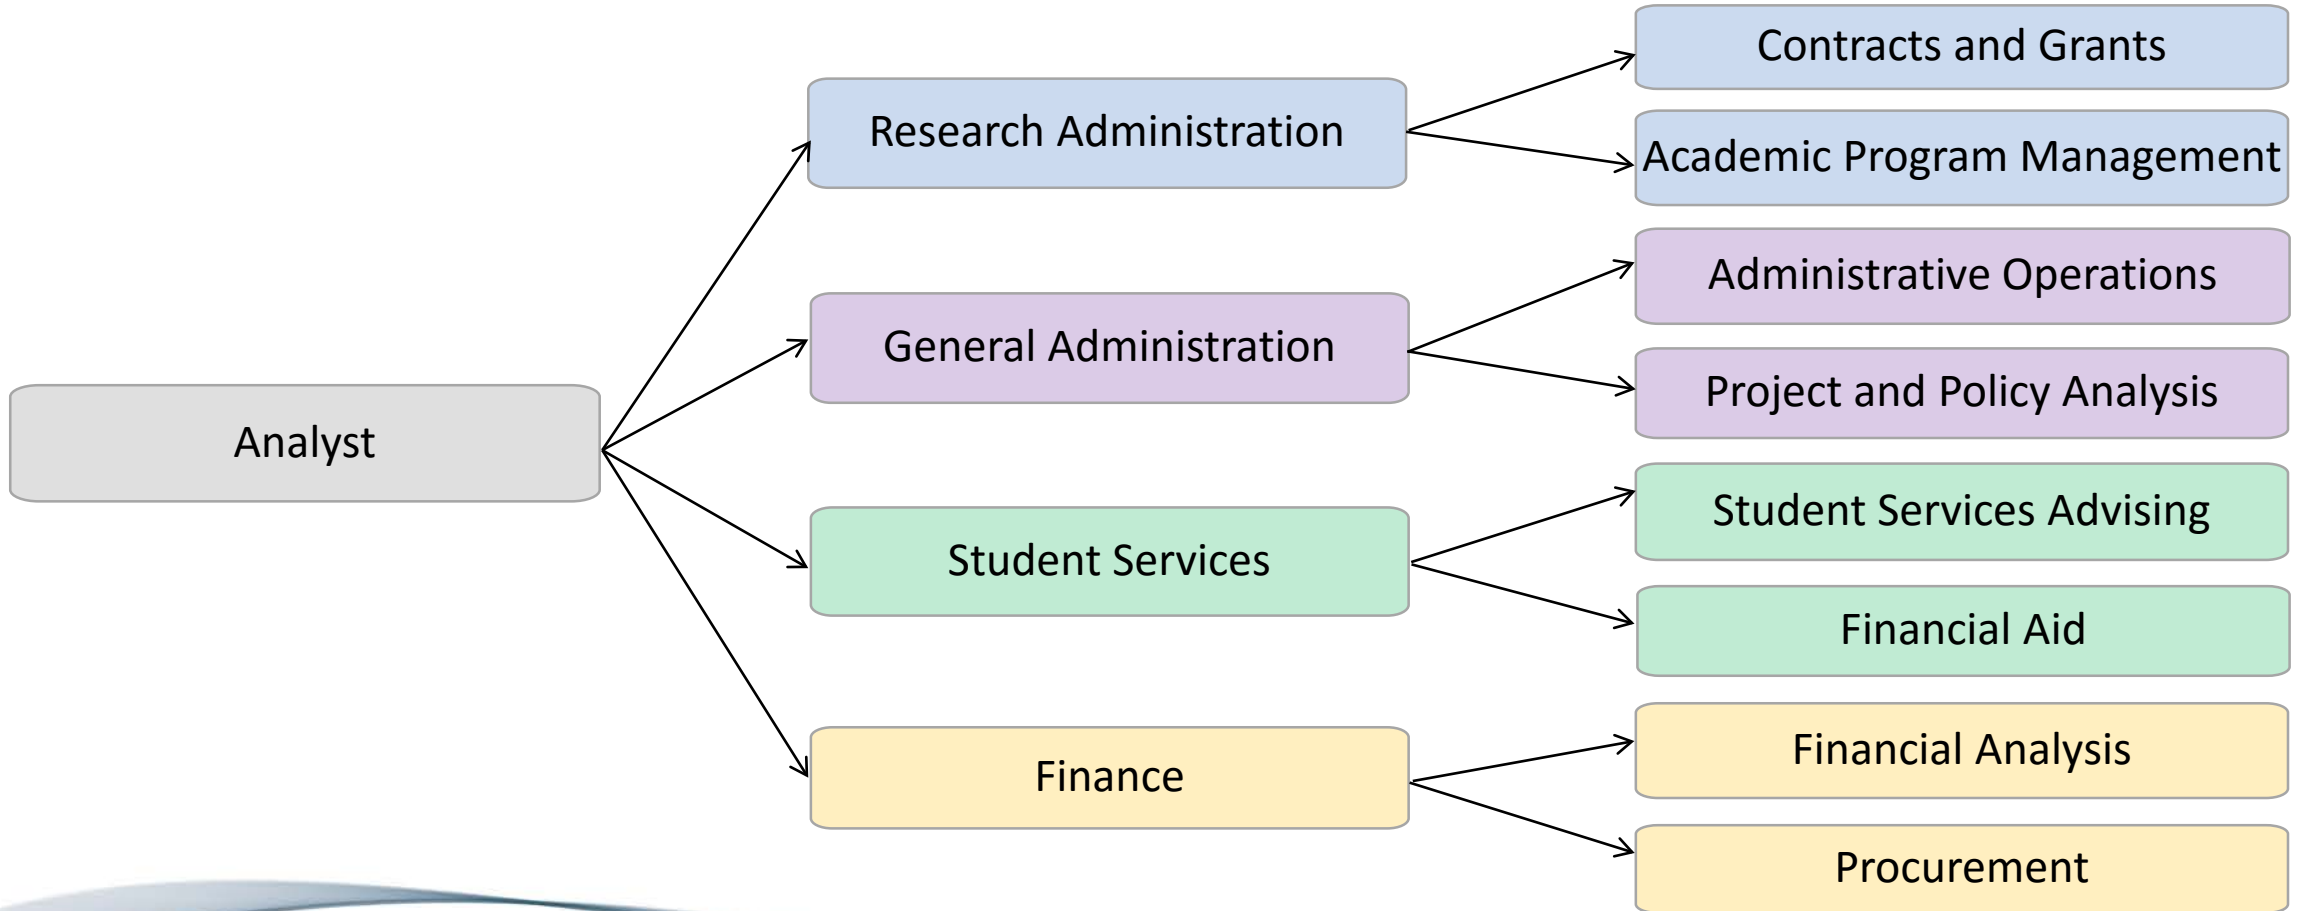 Analyst
Research Administration
General Administration
Student Services
Finance
Contracts and Grants
Academic Program Management
Administrative Operations
Project and Policy Analysis
Student Services Advising
Financial Aid
Financial Analysis
Procurement